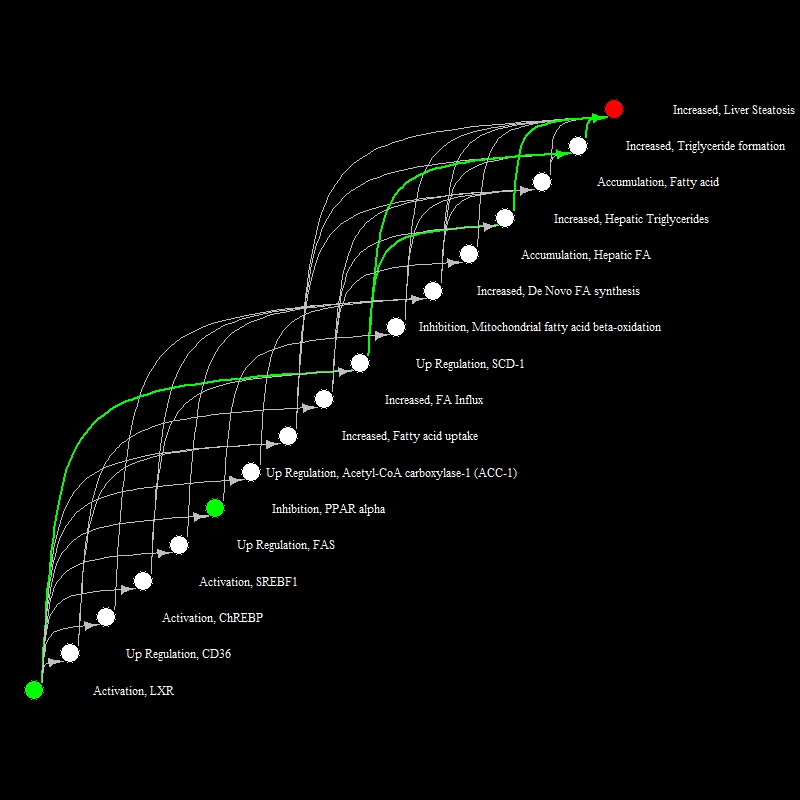 Increased, Liver Steatosis
Increased, Triglyceride formation
Accumulation, Fatty acid
Increased, Hepatic Triglycerides
Accumulation, Hepatic FA
Increased, De Novo FA synthesis
Inhibition, Mitochondrial fatty acid beta-oxidation
Up Regulation, SCD-1
Increased, FA Influx
Increased, Fatty acid uptake
Up Regulation, Acetyl-CoA carboxylase-1 (ACC-1)
Inhibition, PPAR alpha
Up Regulation, FAS
Activation, SREBF1
Activation, ChREBP
Up Regulation, CD36
Activation, LXR